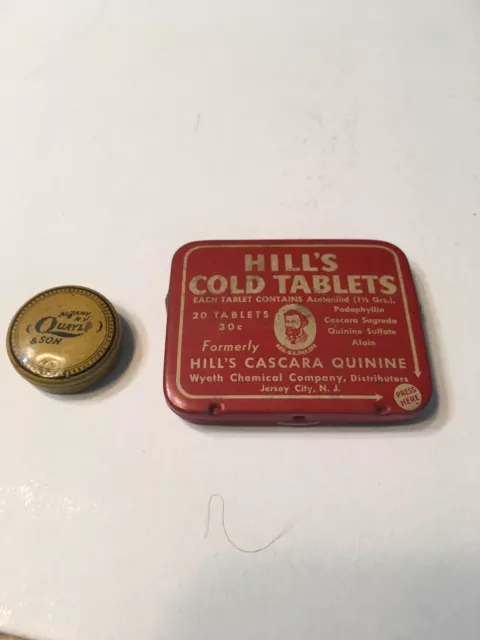 ALBANY,
N.Y.
QUAYLE
& SON
HILL'S
COLD TABLETS
EACH TABLET CONTAINS Acetanilid (1½ Grs.),
20 TABLETS
30¢
Podophyllin
Cascara Sagrada
Quinine Sulfate
Aloin
Formerly
HILL'S CASCARA QUININE
Wyeth Chemical Company, Distributors
Jersey City, N. J.
PRESS
HERE